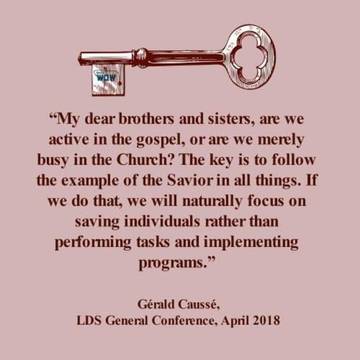 WOW
“My dear brothers and sisters, are we
active in the gospel, or are we merely
busy in the Church? The key is to follow
the example of the Savior in all things. If
we do that, we will naturally focus on
saving individuals rather than
performing tasks and implementing
programs.”
Gérald Caussé,
LDS General Conference, April 2018